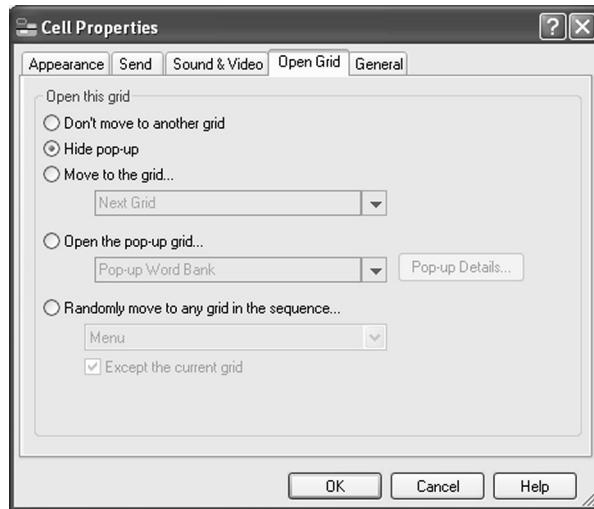 Cell Properties
Appearance Send Sound & Video Open Grid General
Open this grid
Don't move to another grid
Hide pop-up
Move to the grid...
Next Grid
Open the pop-up grid...
Pop-up Word Bank Pop-up Details...
Randomly move to any grid in the sequence...
Menu
Except the current grid
OK Cancel Help